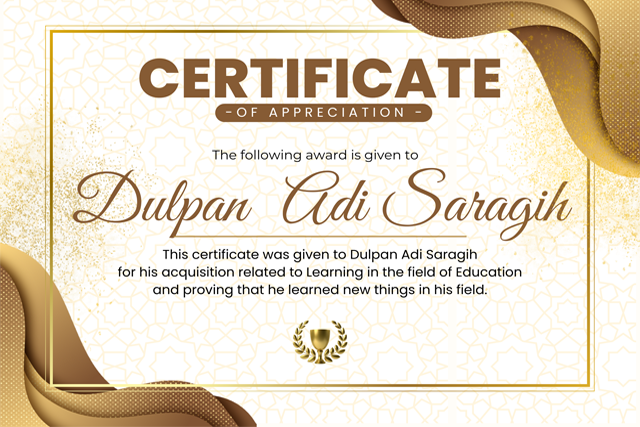 CERTIFICATE
-OF APPRECIATION -
The following award is given to
Dulpan Adi Saragih
This certificate was given to Dulpan Adi Saragih
for his acquisition related to Learning in the field of Education
and proving that he learned new things in his field.